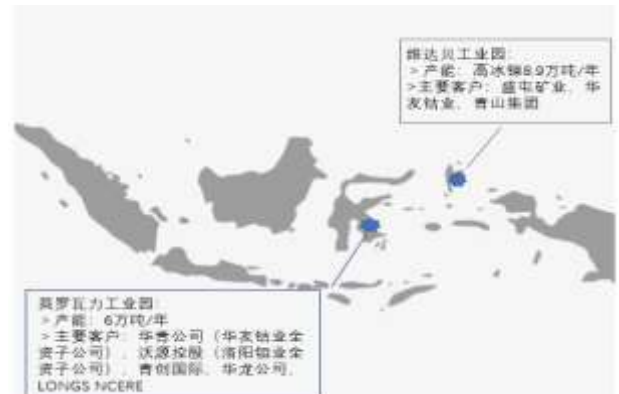 维达贝工业园:
> 产能: 高冰镍8.9万吨/年
>主要客户: 盛屯矿业、华
友钴业、青山集团
莫罗瓦力工业园:
> 产能: 6万吨/年
> 主要客户: 华青公司 (华友钴业全
资子公司) 、沃源控股 (洛阳钼业全
资子公司) 、青创国际、华龙公司、
LONGS NCERE